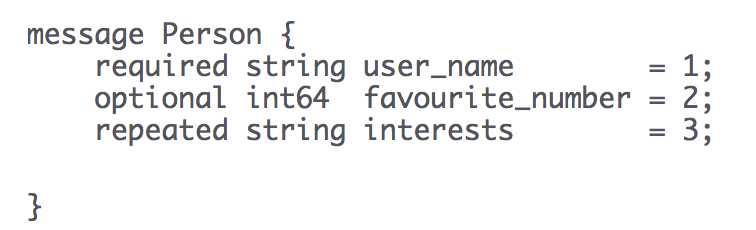 message Person {
    required string user_name        = 1;
    optional int64  favourite_number = 2;
    repeated string interests        = 3;
}